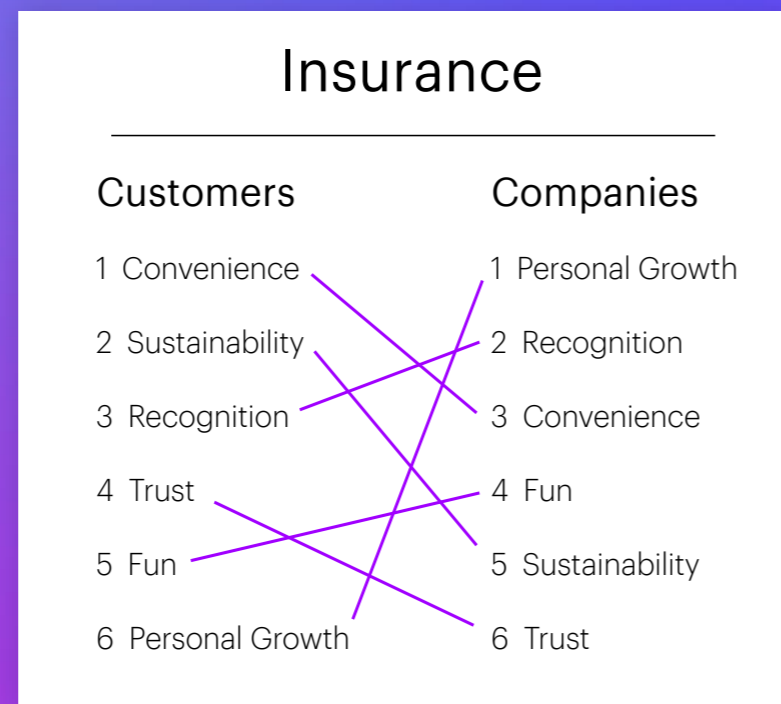 Insurance
Customers
1 Convenience
2 Sustainability
3 Recognition
4 Trust
5 Fun
6 Personal Growth
Companies
1 Personal Growth
2 Recognition
3 Convenience
4 Fun
5 Sustainability
6 Trust